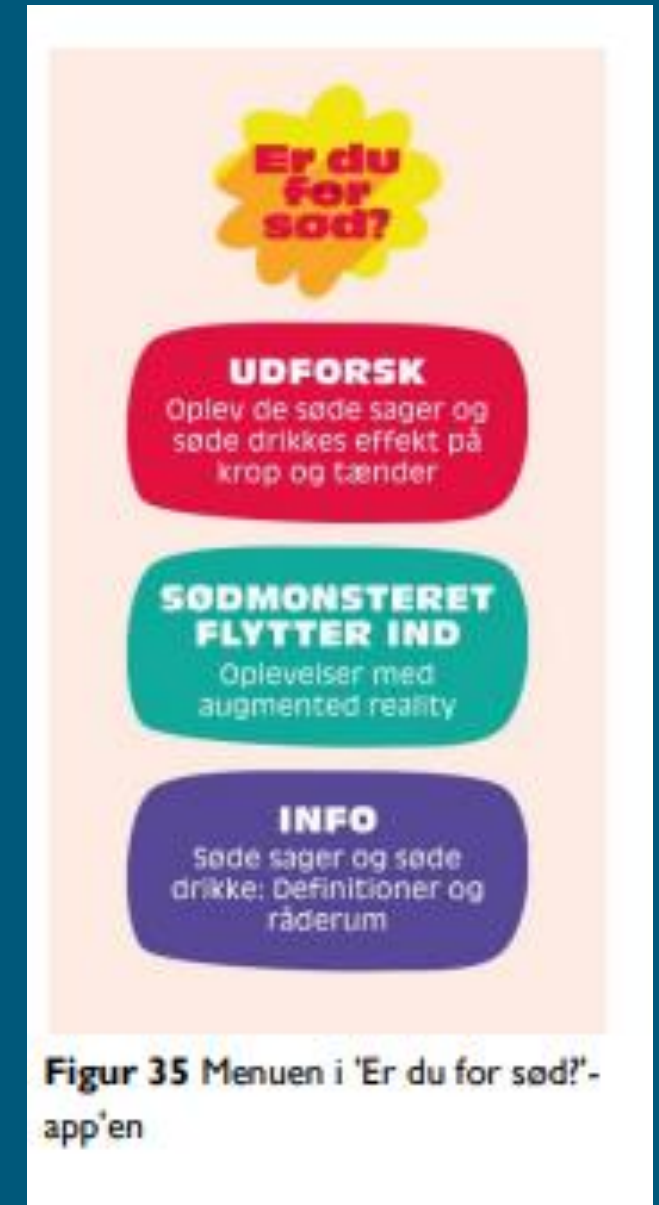 Er du
for
sød?
UDFORSK
Oplev de søde sager og
søde drikkes effekt på
krop og tænder
SØDMONSTERET
FLYTTER IND
Oplevelser med
augmented reality
INFO
Søde sager og søde
drikke: Definitioner og
råderum
Figur 35 Menuen i 'Er du for sød?'-
app'en